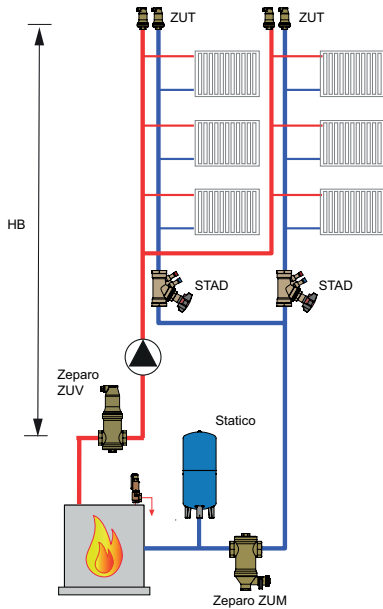 ZUT
ZUT
HB
STAD
STAD
Zeparo
ZUV
Statico
Zeparo ZUM